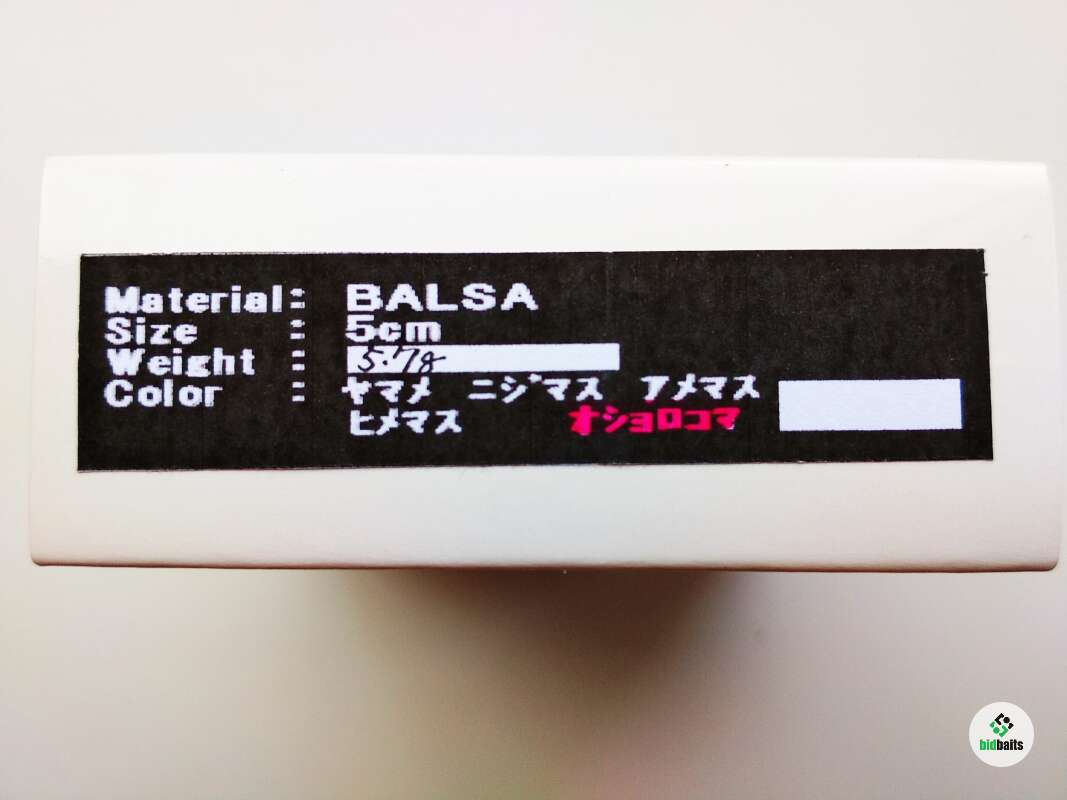 Material: BALSA
Size : 5cm
Weight : 5.7g
Color : ヤマメ ニジマス アメマス
ヒメマス オショロコマ
bidbaits